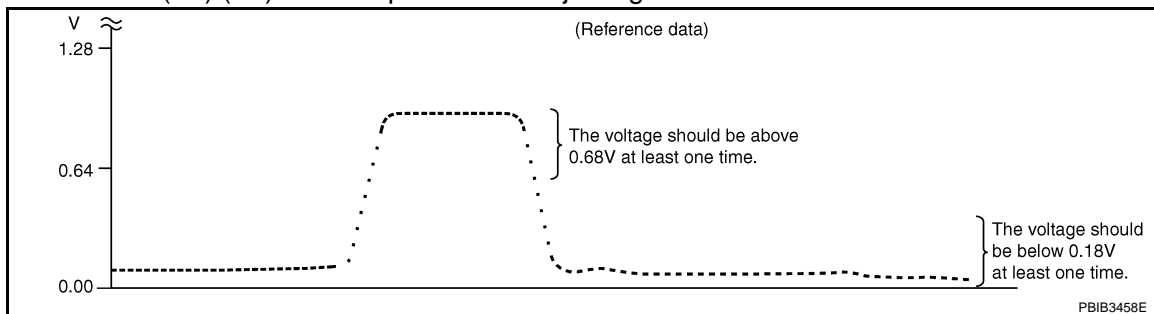 V
(Reference data)
1.28
The voltage should be above
0.68V at least one time.
0.64
The voltage should
be below 0.18V
at least one time.
0.00
PBIB3458E